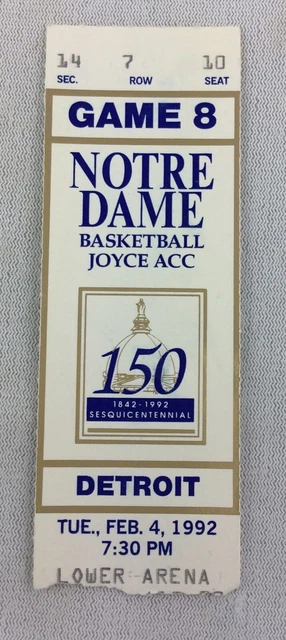 14 7 10
SEC. ROW SEAT
GAME 8
NOTRE
DAME
BASKETBALL
JOYCE ACC
150
1842-1992
SESQUICENTENNIAL
DETROIT
TUE., FEB. 4, 1992
7:30 PM
LOWER ARENA